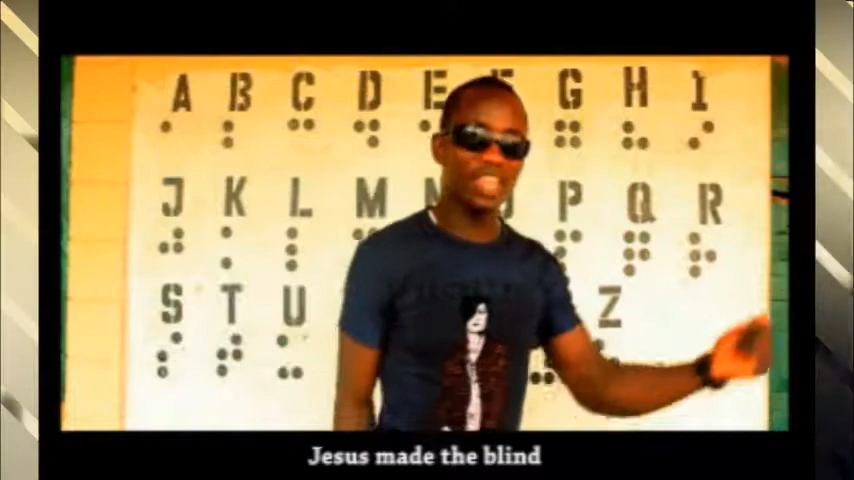 A B C D E F G H I
J K L M N O P Q R
S T U Z
Jesus made the blind